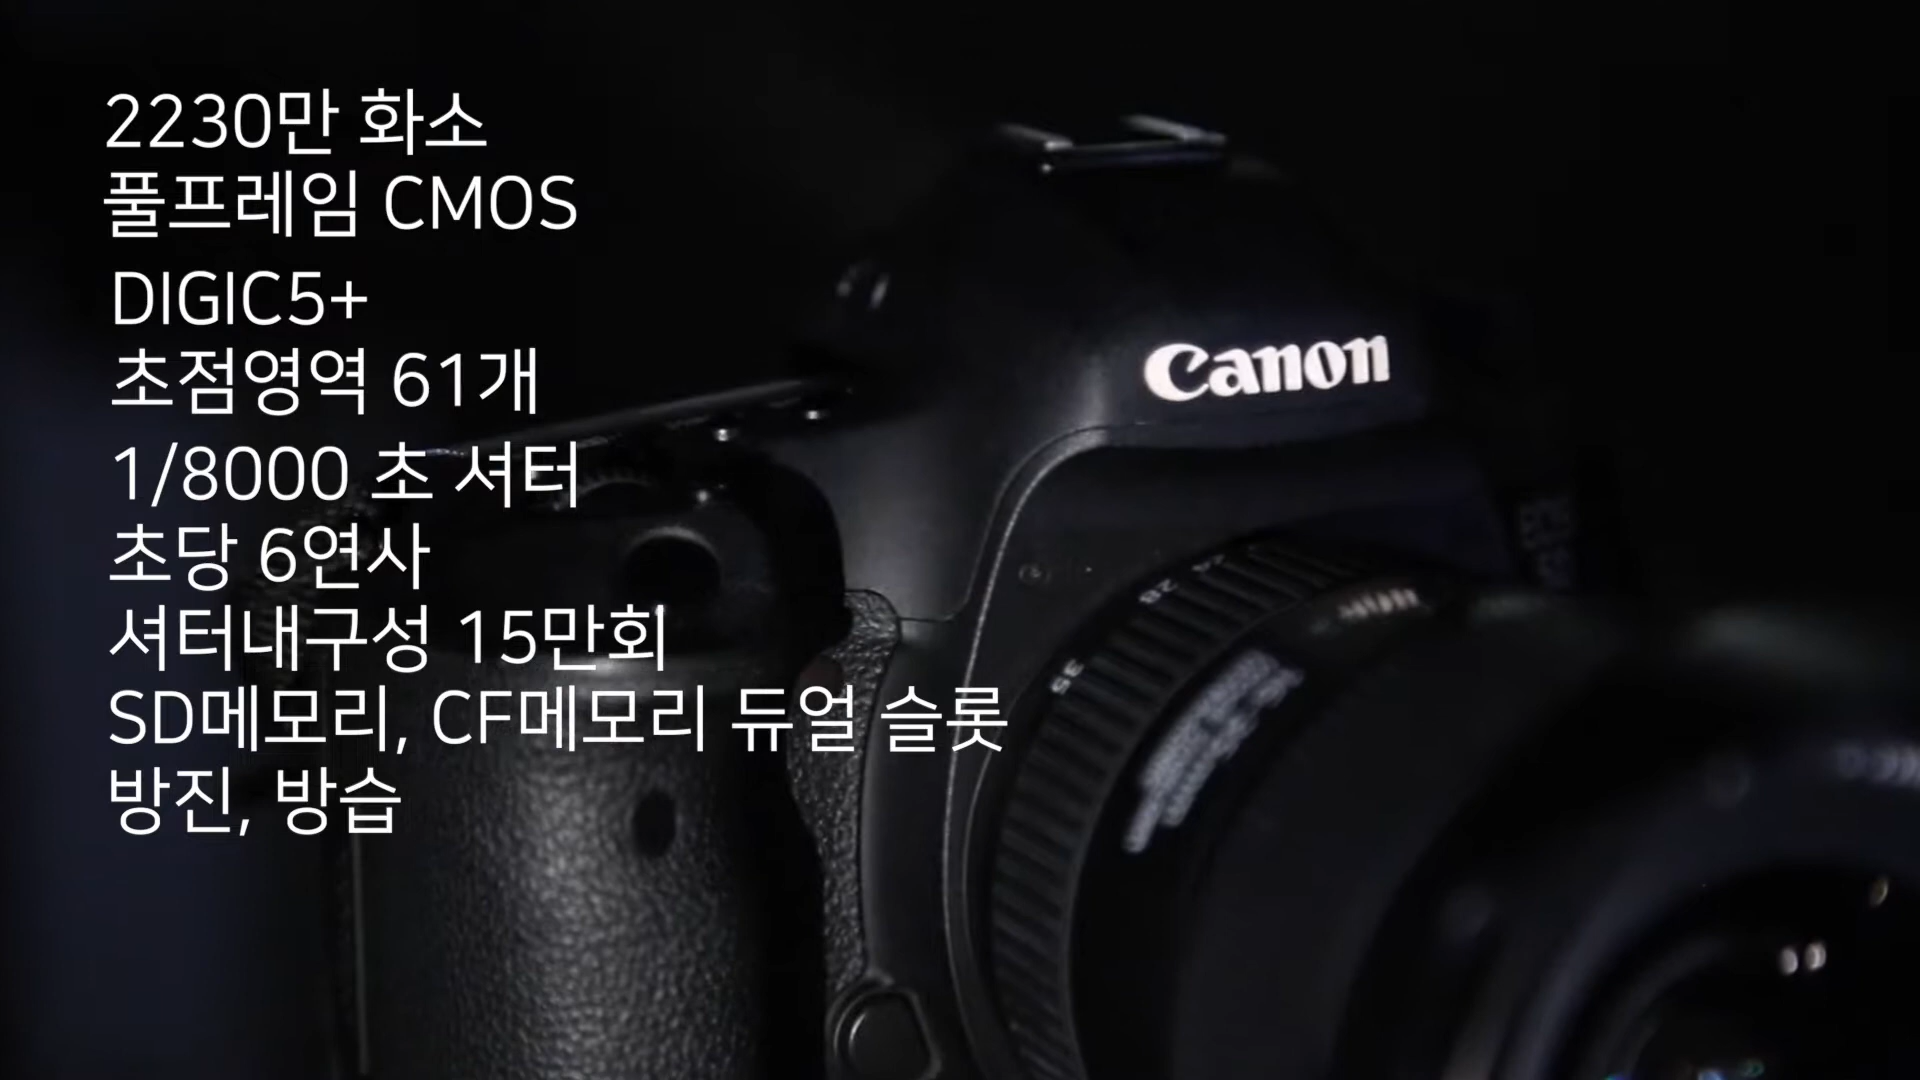 2230만 화소
풀프레임 CMOS
DIGIC5+
초점영역 61개
1/8000 초 셔터
초당 6연사
셔터내구성 15만회
SD메모리, CF메모리 듀얼 슬롯
방진, 방습
Canon
24
28
35